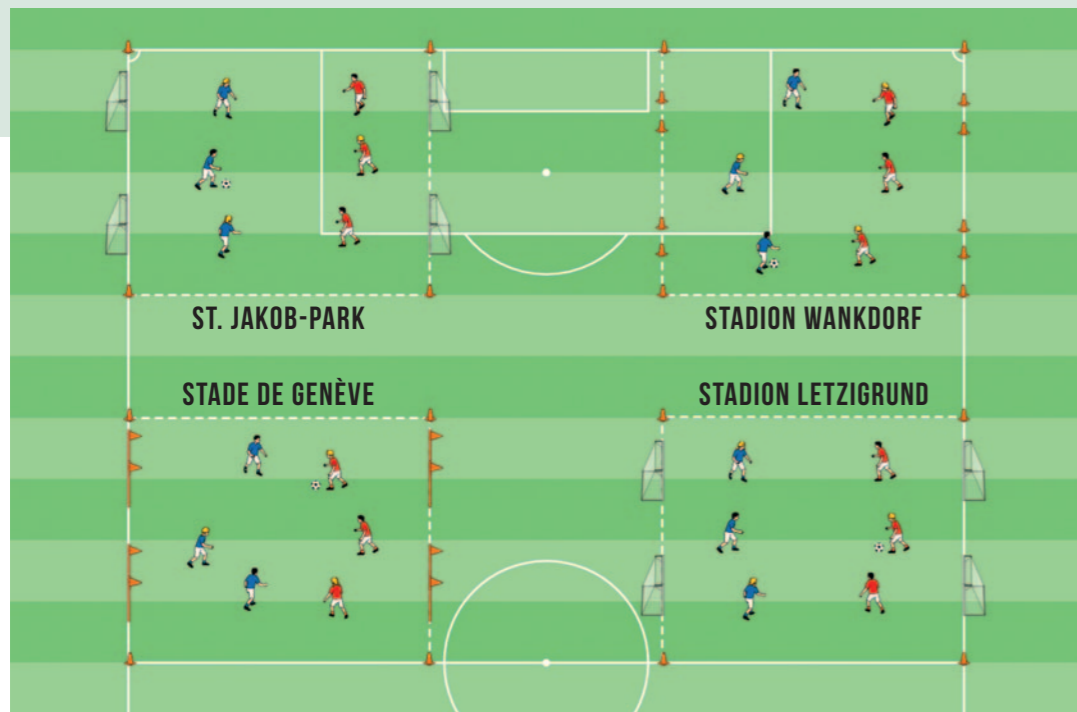 ST. JAKOB-PARK
STADION WANKDORF
STADE DE GENÈVE
STADION LETZIGRUND